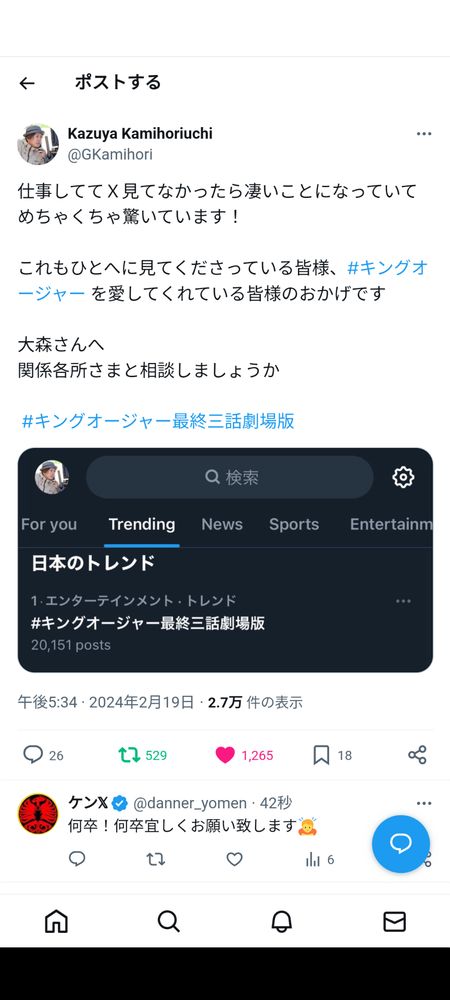 ポストする
Kazuya Kamihoriuchi
@GKamihori
仕事しててX見てなかったら凄いことになっていて
めちゃくちゃ驚いています！
これもひとへに見てくださっている皆様、#キングオ
ージャー を愛してくれている皆様のおかげです
大森さんへ
関係各所さまと相談しましょうか
#キングオージャー最終三話劇場版
検索
For you Trending News Sports Entertainm
日本のトレンド
1 · エンターテインメント · トレンド
#キングオージャー最終三話劇場版
20,151 posts
午後5:34 · 2024年2月19日 · 2.7万 件の表示
26 529 1,265 18
ケン𝕏 @danner_yomen · 42秒
何卒！何卒宜しくお願い致します🙇
6